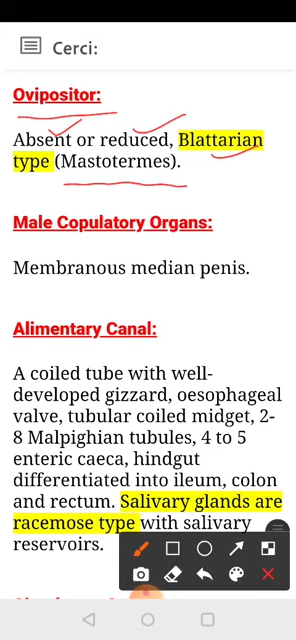 Cerci:
Ovipositor:
Absent or reduced, Blattarian
type (Mastotermes).
Male Copulatory Organs:
Membranous median penis.
Alimentary Canal:
A coiled tube with well-
developed gizzard, oesophageal
valve, tubular coiled midget, 2-
8 Malpighian tubules, 4 to 5
enteric caeca, hindgut
differentiated into ileum, colon
and rectum. Salivary glands are
racemose type with salivary
reservoirs.